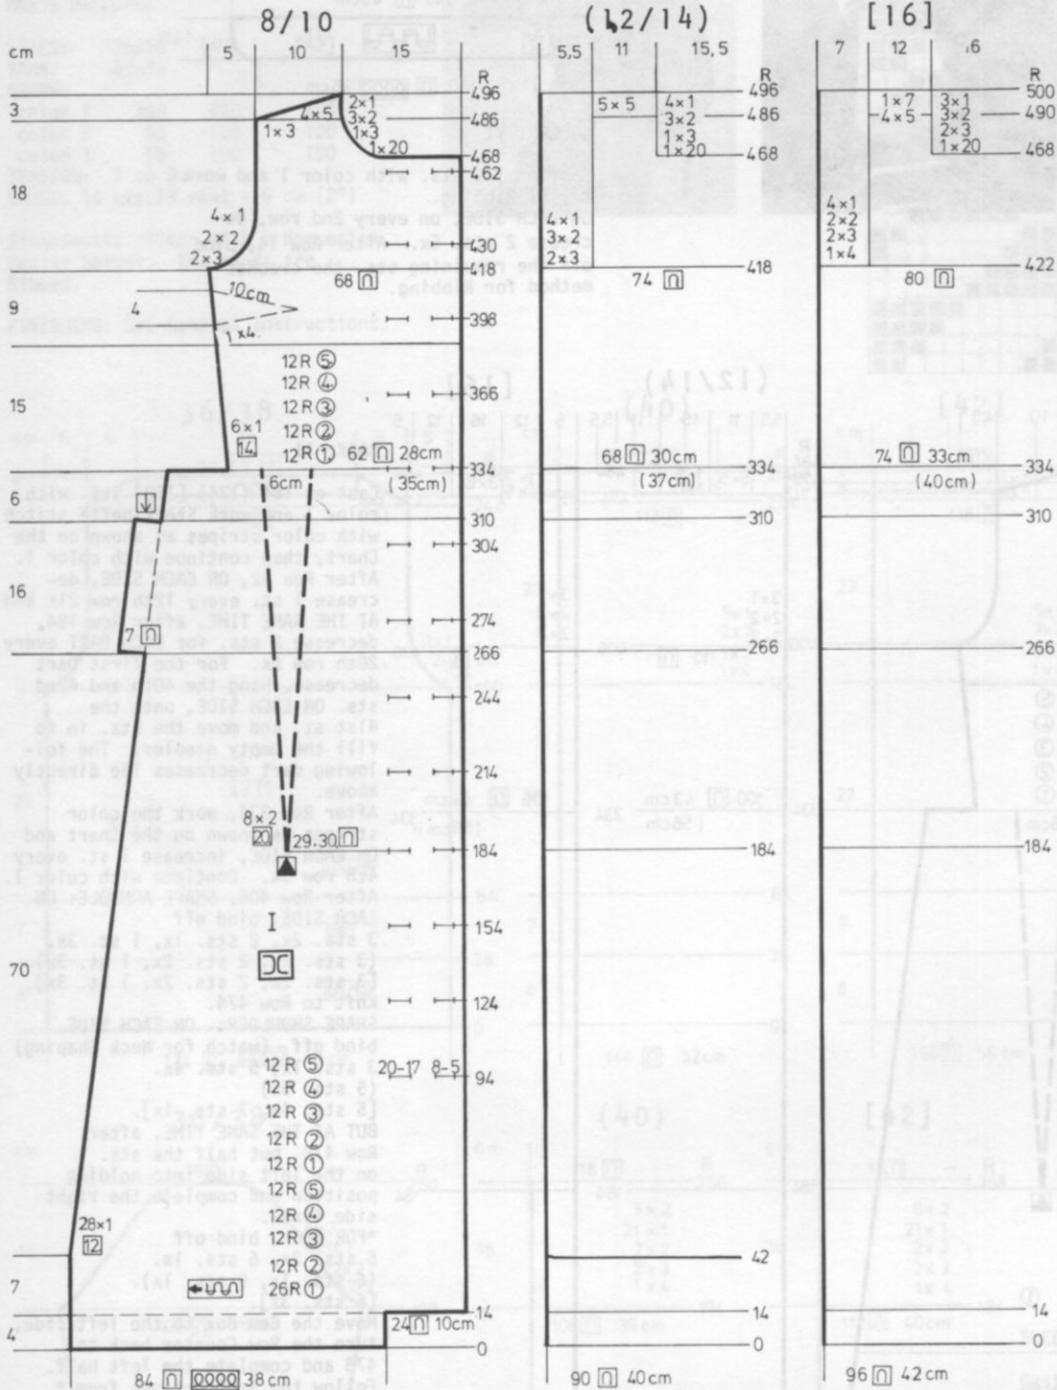 8/10 (12/14) [16]
cm 5 10 15 5,5 11 15,5 7 12 6
R R R
496 496 500
3 4×5 2×1 5×5 4×1 1×7 3×1
3×2 486 3×2 486 4×5 3×2 490
1×3 1×3 1×3 2×3
1×20 468 1×20 468 1×20 468
462
18
4×1 4×1 4×1
2×2 430 3×2 2×2
2×3 418 2×3 418 2×3
1×4 422
68 74 80
10cm
9 4 398
1×4
12R ⑤
12R ④
15 12R ③ 366
6×1 12R ②
14 12R ① 62 28cm 68 30cm 74 33cm
334 334 334
6cm (35cm) (37cm) (40cm)
6
310 310 310
304
16
274
7
266 266 266
244
214
8×2
20 29.30
184 184 184
I
154
70
124
12R ⑤ 20-17 8-5
94
12R ④
12R ③
12R ②
12R ①
12R ⑤
12R ④
28×1 12R ③
12
12R ② 42
7 26R ①
14 14 14
4 24 10cm
0 0 0
84 38cm 90 40cm 96 42cm